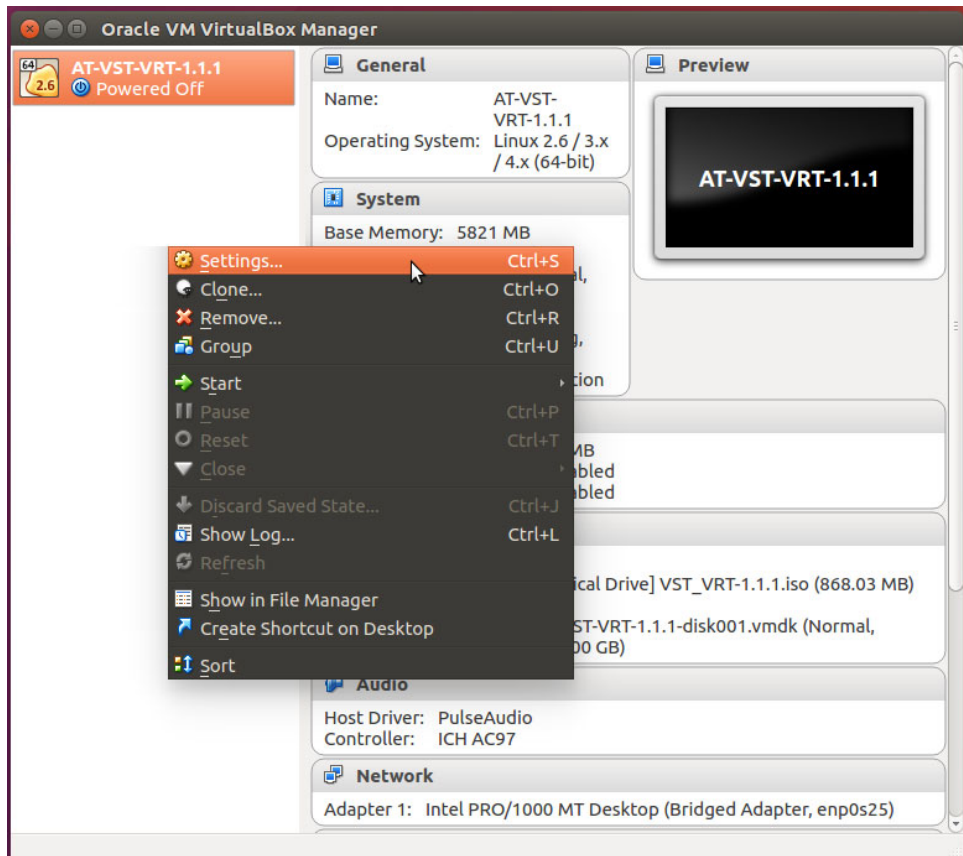 Oracle VM VirtualBox Manager
64
2.6
AT-VST-VRT-1.1.1
Powered Off
General
Name: AT-VST-
VRT-1.1.1
Operating System: Linux 2.6 / 3.x
/ 4.x (64-bit)
Preview
AT-VST-VRT-1.1.1
System
Base Memory: 5821 MB
Settings... Ctrl+S
Clone... Ctrl+O
Remove... Ctrl+R
Group Ctrl+U
Start
Pause Ctrl+P
Reset Ctrl+T
Close
Discard Saved State... Ctrl+J
Show Log... Ctrl+L
Refresh
Show in File Manager
Create Shortcut on Desktop
Sort
al,
g,
tion
MB
bled
bled
ical Drive] VST_VRT-1.1.1.iso (868.03 MB)
ST-VRT-1.1.1-disk001.vmdk (Normal,
00 GB)
Audio
Host Driver: PulseAudio
Controller: ICH AC97
Network
Adapter 1: Intel PRO/1000 MT Desktop (Bridged Adapter, enp0s25)